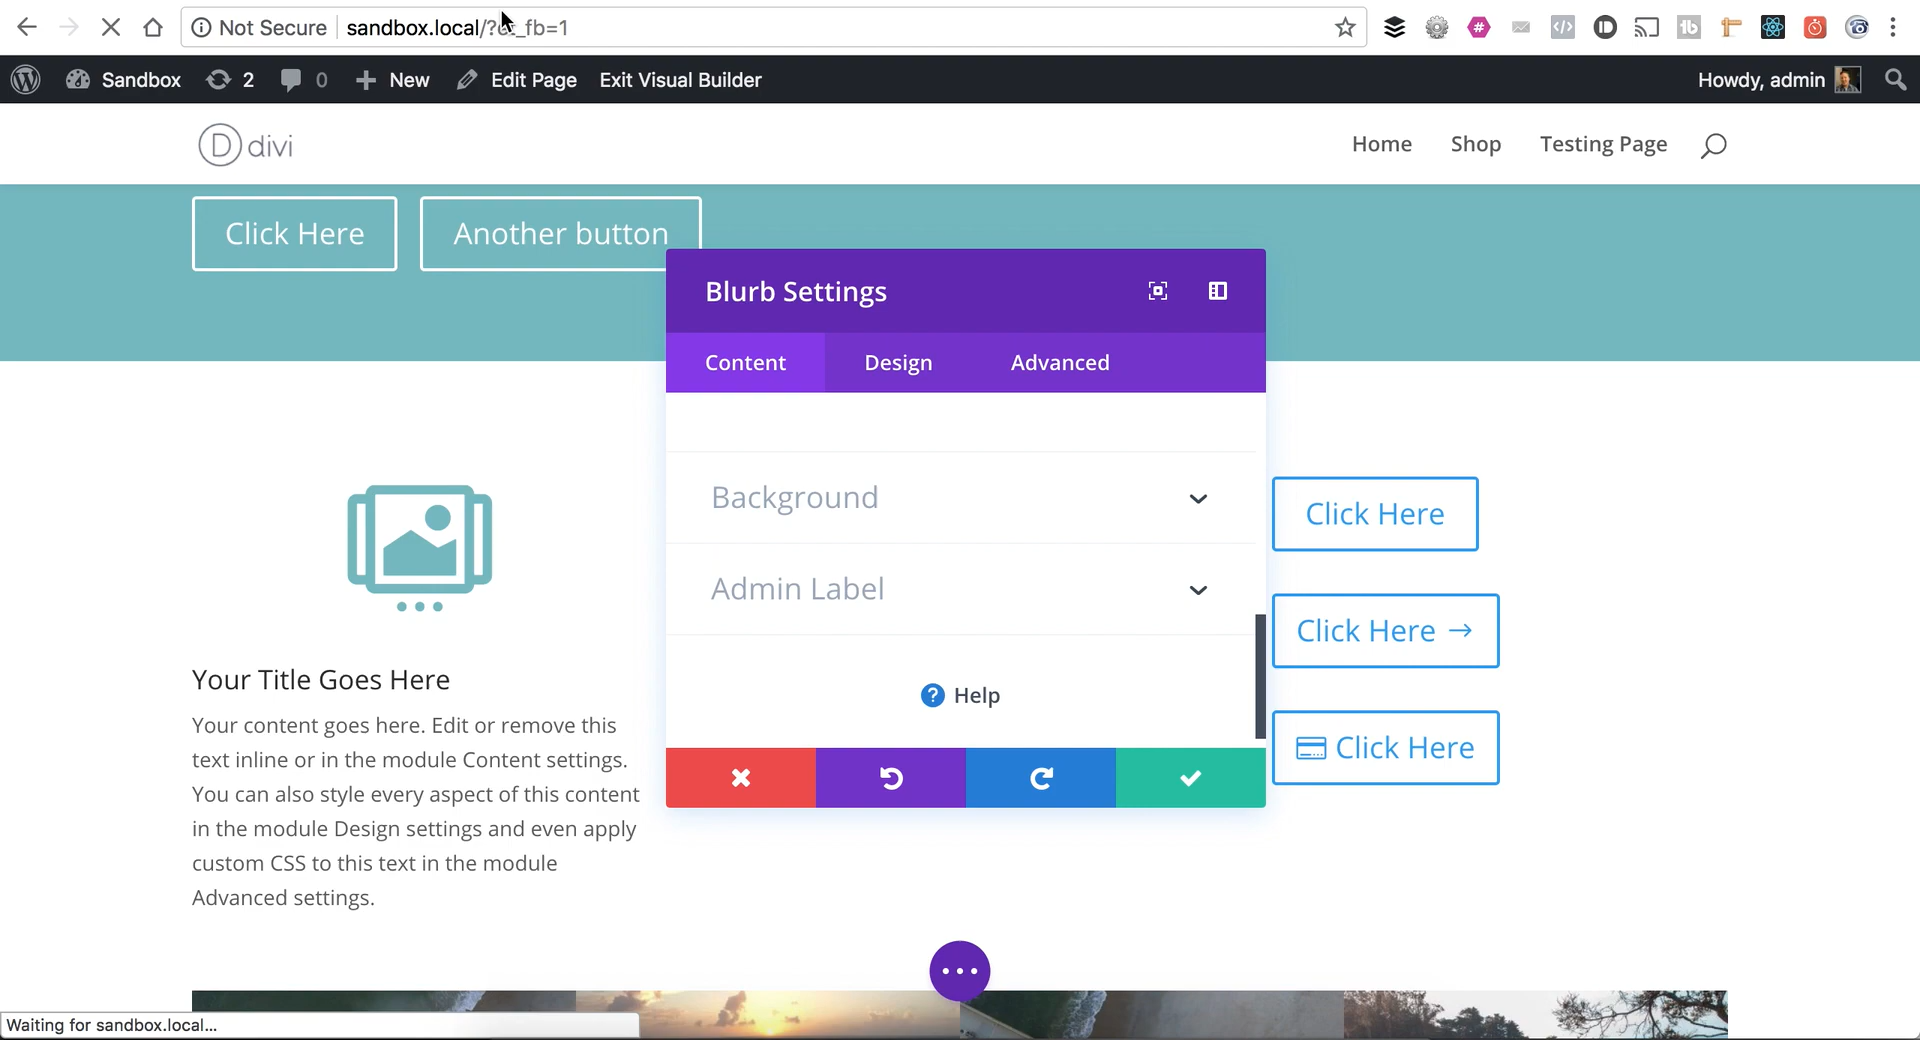 Not Secure
sandbox.local/?et_fb=1
Sandbox 2 0 New Edit Page Exit Visual Builder
Howdy, admin
D divi
Home Shop Testing Page
Click Here
Another button
Blurb Settings
Content Design Advanced
Background
Admin Label
Help
Click Here
Click Here →
Click Here
Your Title Goes Here
Your content goes here. Edit or remove this
text inline or in the module Content settings.
You can also style every aspect of this content
in the module Design settings and even apply
custom CSS to this text in the module
Advanced settings.
Waiting for sandbox.local...